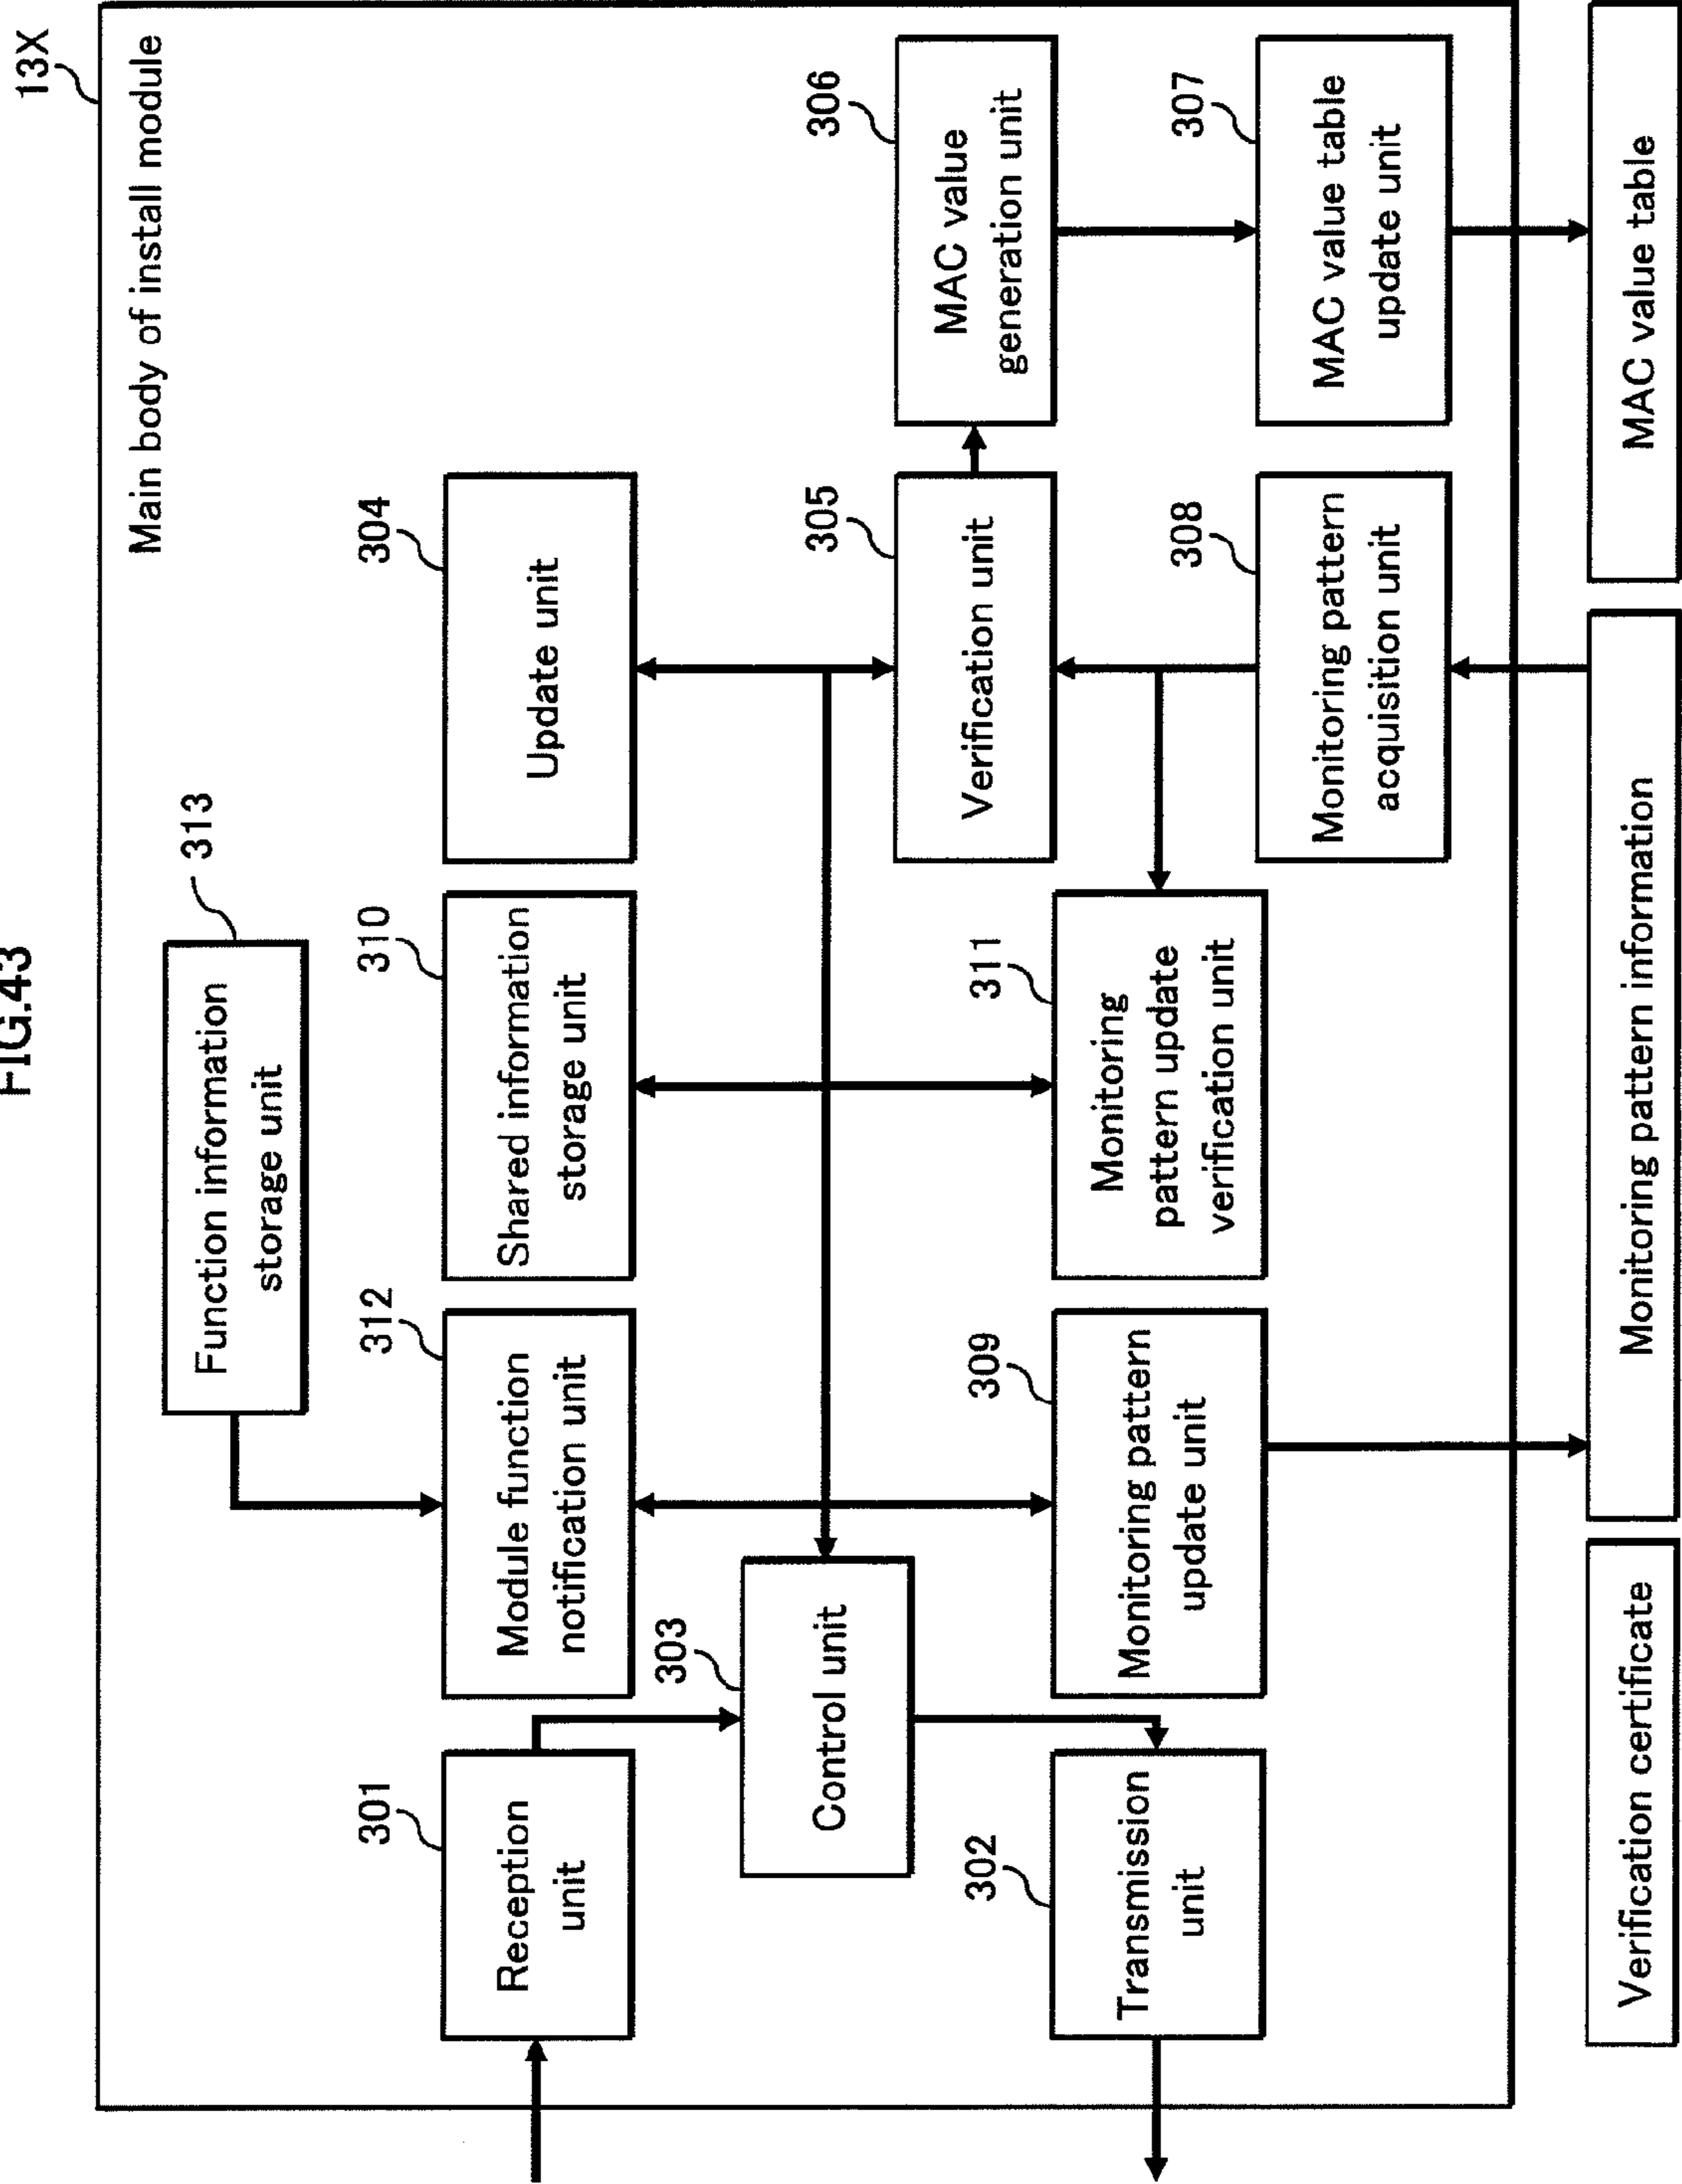 FIG.43
13X
Main body of install module
313
Function information
storage unit
301
Reception
unit
312
Module function
notification unit
310
Shared information
storage unit
304
Update unit
303
Control unit
305
Verification unit
306
MAC value
generation unit
302
Transmission
unit
309
Monitoring pattern
update unit
311
Monitoring
pattern update
verification unit
308
Monitoring pattern
acquisition unit
307
MAC value table
update unit
Verification certificate
Monitoring pattern information
MAC value table